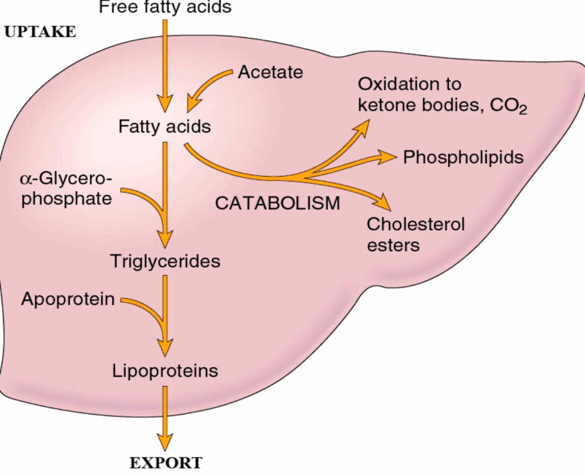 Free fatty acids
UPTAKE
Acetate
Oxidation to
ketone bodies, CO₂
Fatty acids
Phospholipids
α-Glycero-
phosphate
CATABOLISM
Cholesterol
esters
Triglycerides
Apoprotein
Lipoproteins
EXPORT